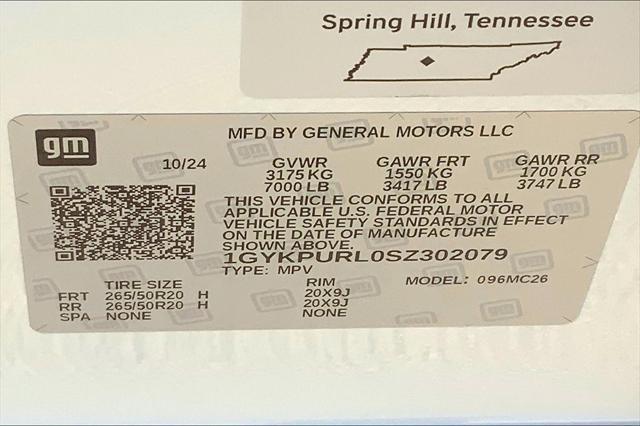 Spring Hill, Tennessee
gm
MFD BY GENERAL MOTORS LLC
10/24 GVWR GAWR FRT GAWR RR
3175 KG 1550 KG 1700 KG
7000 LB 3417 LB 3747 LB
THIS VEHICLE CONFORMS TO ALL
APPLICABLE U.S. FEDERAL MOTOR
VEHICLE SAFETY STANDARDS IN EFFECT
ON THE DATE OF MANUFACTURE
SHOWN ABOVE.
1GYKPURL0SZ302079
TYPE: MPV MODEL: 096MC26
TIRE SIZE RIM
FRT 265/50R20 H 20X9J
RR 265/50R20 H 20X9J
SPA NONE NONE